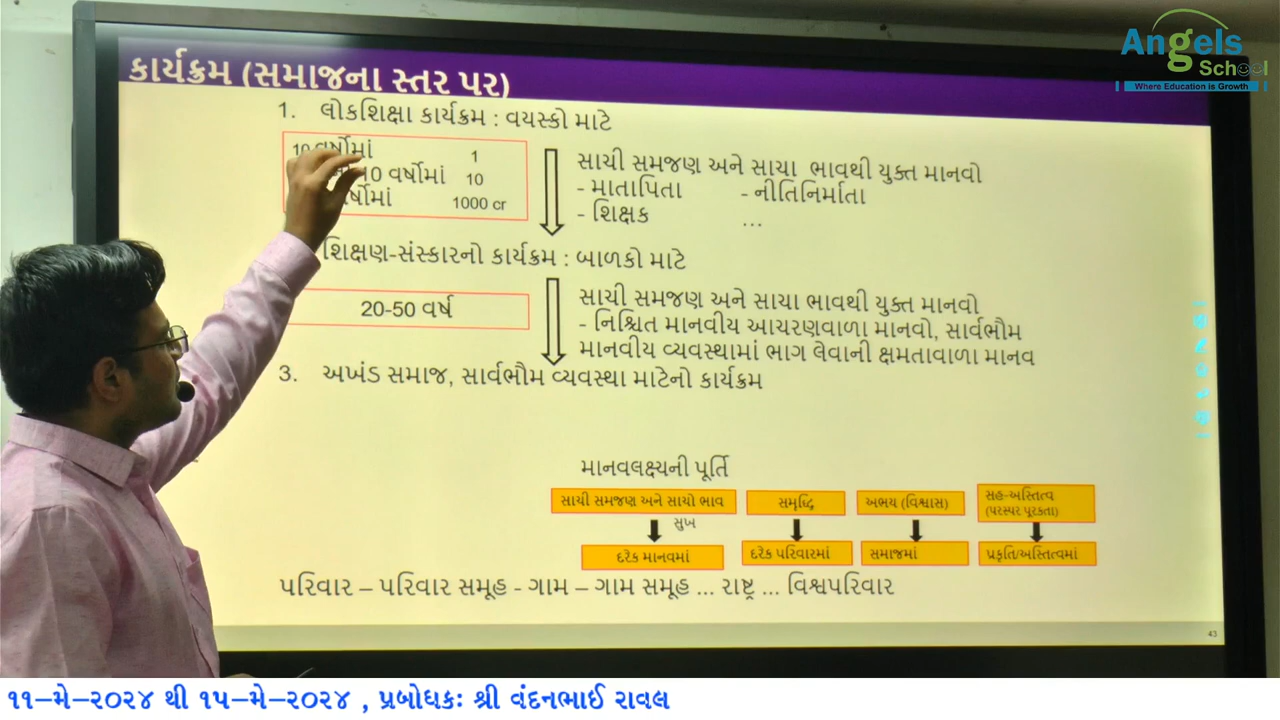 Angels
School
Where Education is Growth
કાર્યક્રમ (સમાજના સ્તર પર)
1. લોકશિક્ષા કાર્યક્રમ : વયસ્કો માટે
10 વર્ષોમાં 1
10 વર્ષોમાં 10
1000 cr
સાચી સમજણ અને સાચા ભાવથી યુક્ત માનવો
- માતાપિતા - નીતિનિર્માતા
- શિક્ષક ...
શિક્ષણ-સંસ્કારનો કાર્યક્રમ : બાળકો માટે
20-50 વર્ષ
સાચી સમજણ અને સાચા ભાવથી યુક્ત માનવો
- નિશ્ચિત માનવીય આચરણવાળા માનવો, સાર્વભૌમ
માનવીય વ્યવસ્થામાં ભાગ લેવાની ક્ષમતાવાળા માનવ
3. અખંડ સમાજ, સાર્વભૌમ વ્યવસ્થા માટેનો કાર્યક્રમ
માનવલક્ષ્યની પૂર્તિ
સાચી સમજણ અને સાચો ભાવ સમૃદ્ધિ અભય (વિશ્વાસ) સહ-અસ્તિત્વ
(પરસ્પર પૂરકતા)
સુખ
દરેક માનવમાં દરેક પરિવારમાં સમાજમાં પ્રકૃતિ/અસ્તિત્વમાં
પરિવાર – પરિવાર સમૂહ - ગામ – ગામ સમૂહ ... રાષ્ટ્ર ... વિશ્વપરિવાર
43
૧૧–મે–૨૦૨૪ થી ૧૫–મે–૨૦૨૪ , પ્રબોધકઃ શ્રી વંદનભાઈ રાવલ